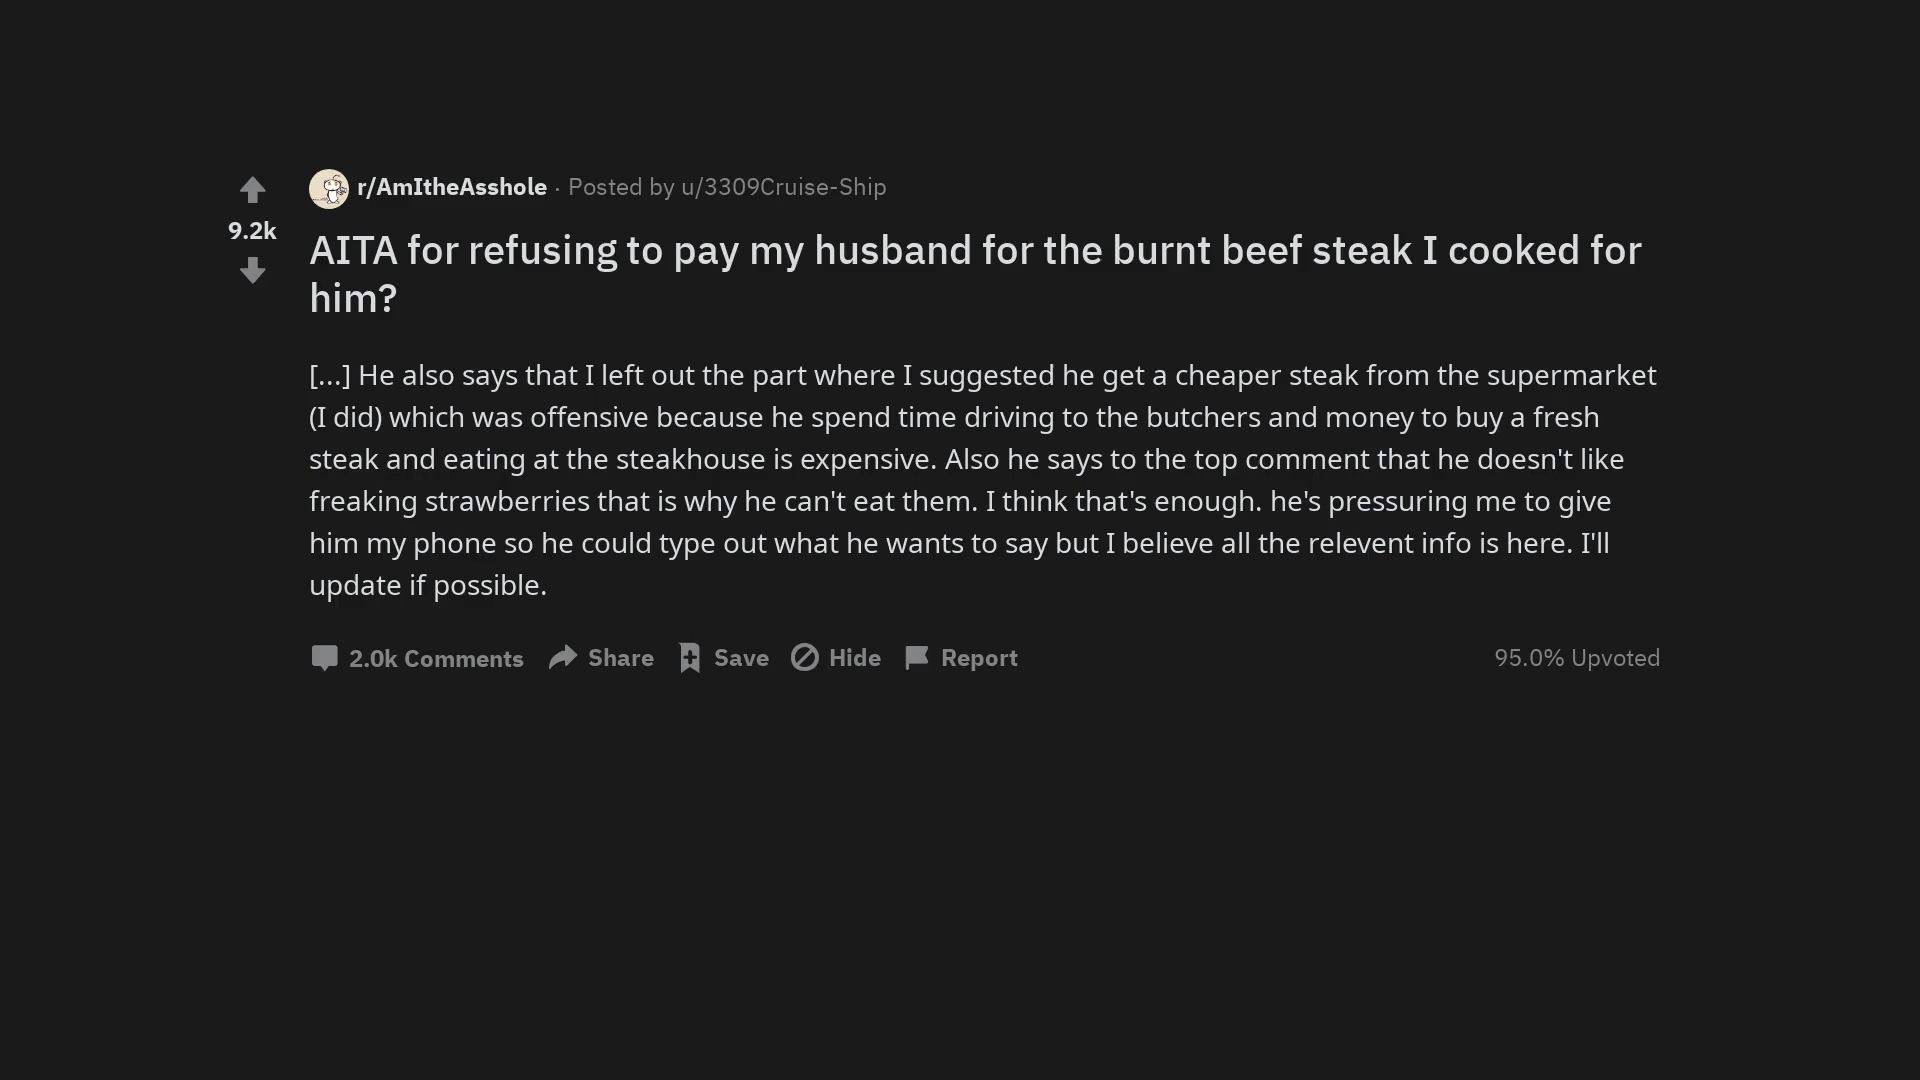 r/AmItheAsshole · Posted by u/3309Cruise-Ship
9.2k
AITA for refusing to pay my husband for the burnt beef steak I cooked for
him?
[...] He also says that I left out the part where I suggested he get a cheaper steak from the supermarket
(I did) which was offensive because he spend time driving to the butchers and money to buy a fresh
steak and eating at the steakhouse is expensive. Also he says to the top comment that he doesn't like
freaking strawberries that is why he can't eat them. I think that's enough. he's pressuring me to give
him my phone so he could type out what he wants to say but I believe all the relevent info is here. I'll
update if possible.
2.0k Comments Share Save Hide Report 95.0% Upvoted